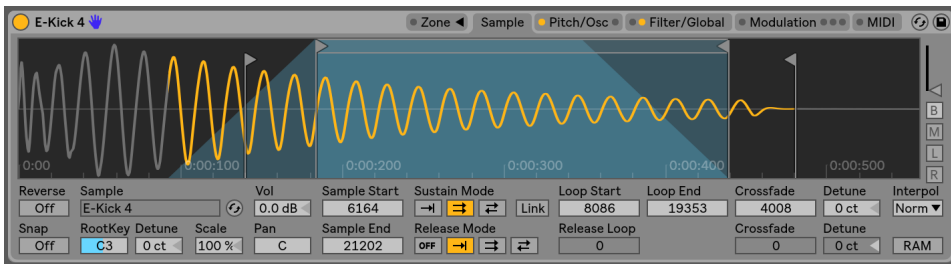 E-Kick 4 Zone Sample Pitch/Osc Filter/Global Modulation MIDI
B
M
L
R
0:00 0:00:100 0:00:200 0:00:300 0:00:400 0:00:500
Reverse Sample Vol Sample Start Sustain Mode Loop Start Loop End Crossfade Detune Interpol
Off E-Kick 4 0.0 dB 6164 Link 8086 19353 4008 0 ct Norm
Snap RootKey Detune Scale Pan Sample End Release Mode Release Loop Crossfade Detune
Off C3 0 ct 100 % C 21202 OFF 0 0 0 ct RAM